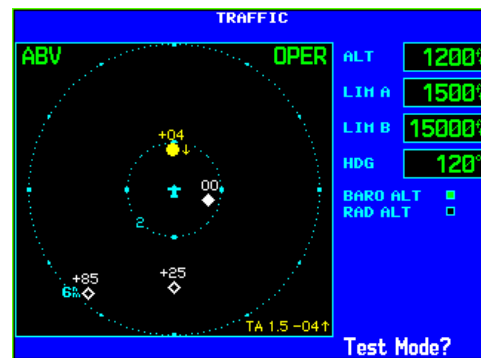 TRAFFIC
ABV OPER
ALT 1200ft
LIM A 1500ft
LIM B 15000ft
HDG 120°
BARO ALT
RAD ALT
+04 ↓
00
2
+25
+85
6
TA 1.5 -04↑
Test Mode?